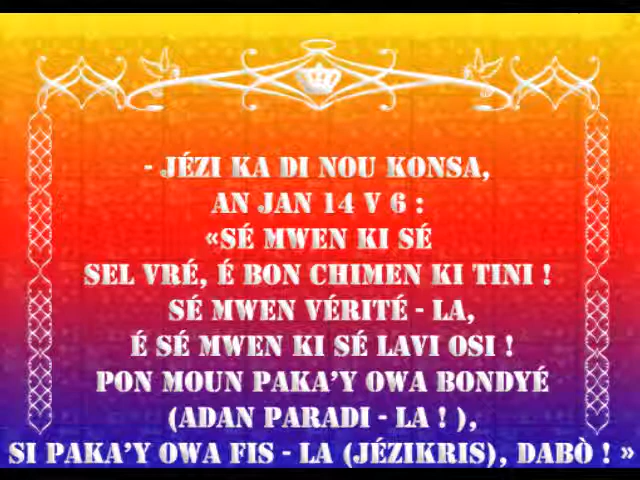 - JÉZI KA DI NOU KONSA,
AN JAN 14 V 6 :
«SÉ MWEN KI SÉ
SEL VRÉ, É BON CHIMEN KI TINI !
SÉ MWEN VÉRITÉ - LA,
É SÉ MWEN KI SÉ LAVI OSI !
PON MOUN PAKA'Y OWA BONDYÉ
(ADAN PARADI - LA ! ),
SI PAKA'Y OWA FIS - LA (JÉZIKRIS), DABÒ ! »